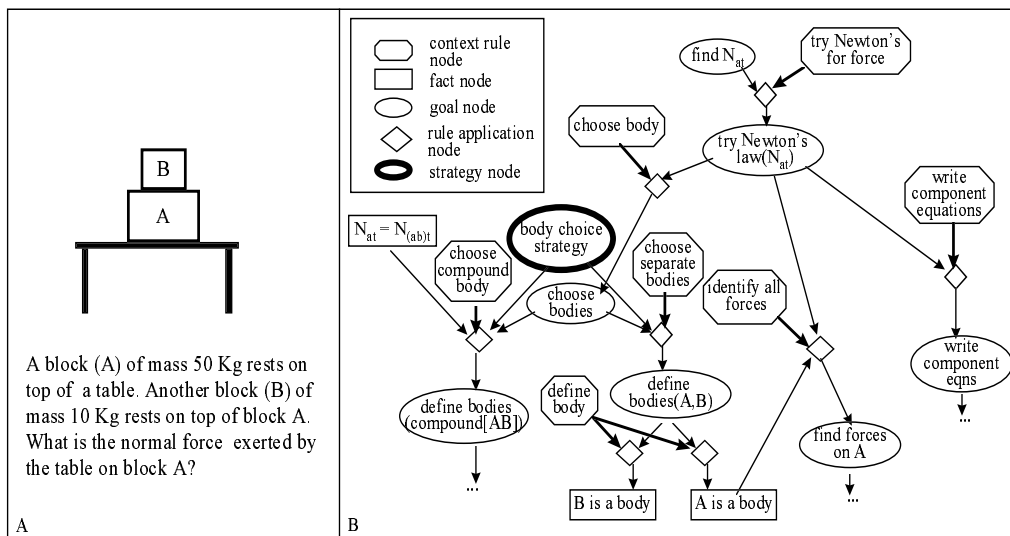 B
A
A block (A) of mass 50 Kg rests on
top of a table. Another block (B) of
mass 10 Kg rests on top of block A.
What is the normal force exerted by
the table on block A?
A
context rule
node
fact node
goal node
rule application
node
strategy node
find Nat
try Newton's
for force
choose body
try Newton's
law(Nat)
write
component
equations
Nat = N(ab)t
body choice
strategy
choose
compound
body
choose
separate
bodies
choose
bodies
identify all
forces
write
component
eqns
...
define bodies
(compound[AB])
...
define
body
define
bodies(A,B)
find forces
on A
...
B is a body
A is a body
B